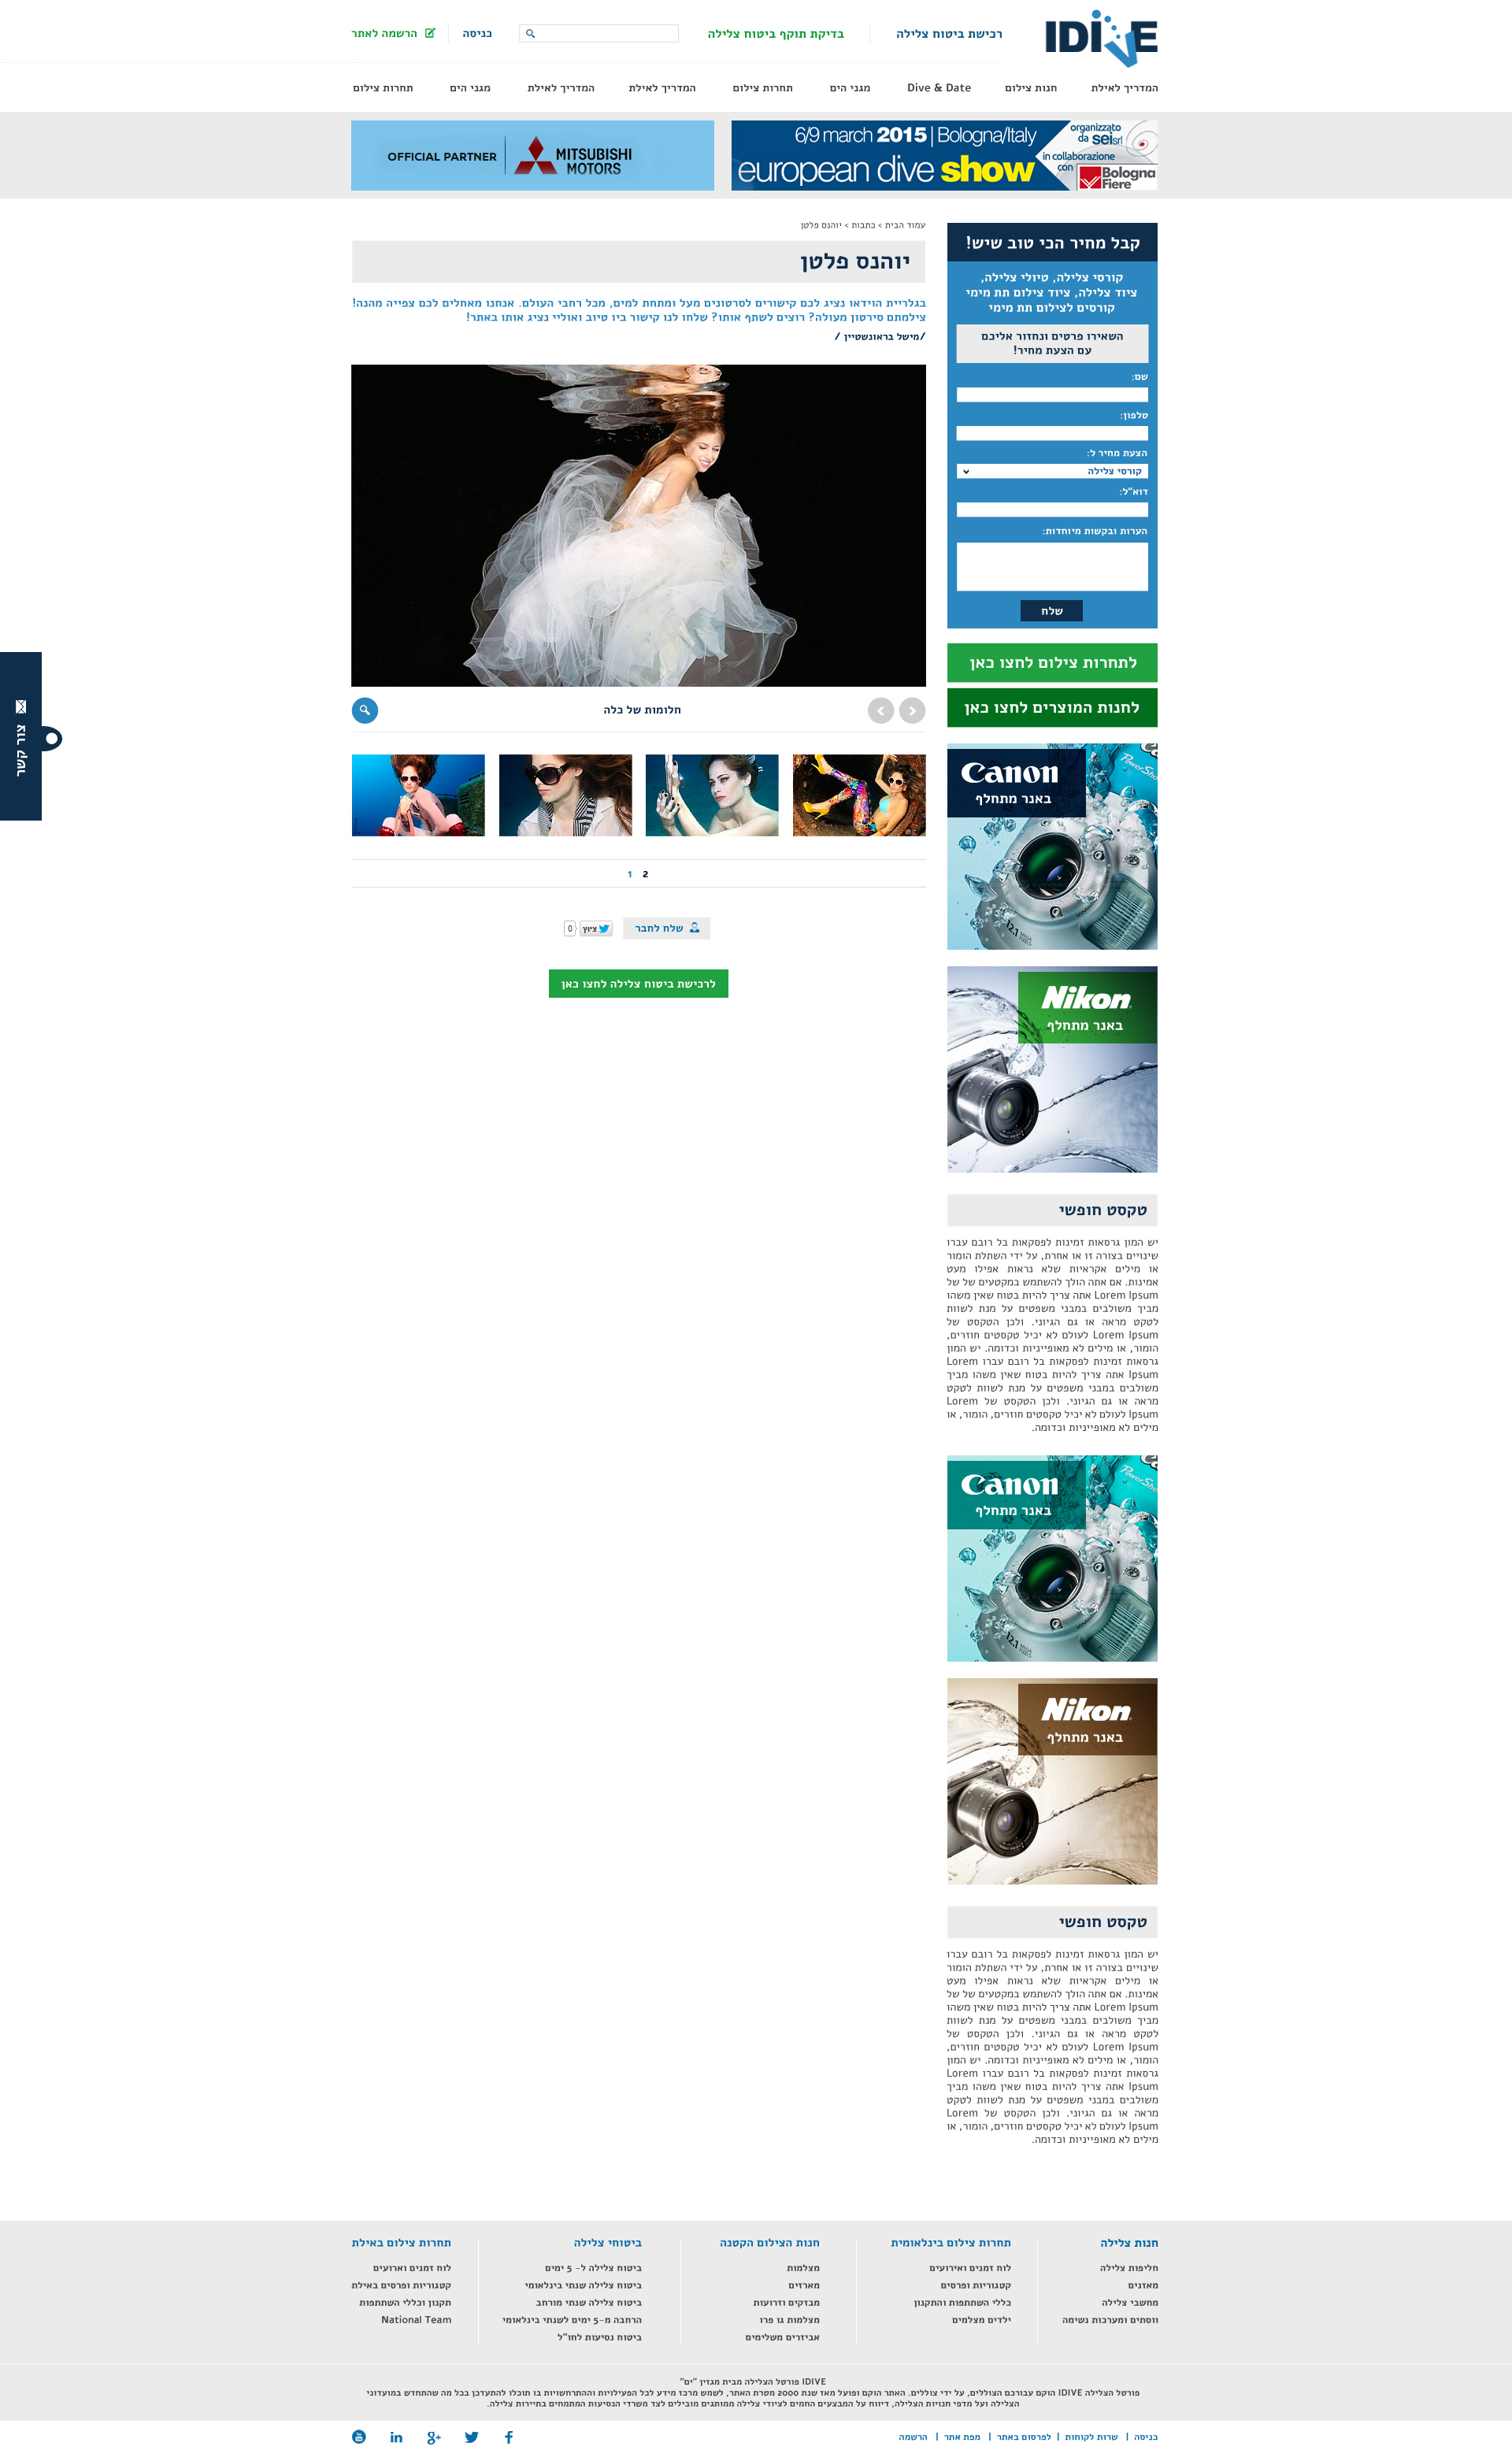 IDIVE
רכישת ביטוח צלילה
בדיקת תוקף ביטוח צלילה
כניסה
הרשמה לאתר
המדריך לאילת
חנות צילום
Dive & Date
מגני הים
תחרות צילום
המדריך לאילת
המדריך לאילת
מגני הים
תחרות צילום
6/9 march 2015 | Bologna/Italy
european dive show
organizzato
da seisrl
in collaborazione
con Bologna
Fiere
OFFICIAL PARTNER
MITSUBISHI
MOTORS
קבל מחיר הכי טוב שיש!
קורסי צלילה, טיולי צלילה,
ציוד צלילה, ציוד צילום תת מימי
קורסים לצילום תת מימי
השאירו פרטים ונחזור אליכם
עם הצעת מחיר!
שם:
טלפון:
הצעת מחיר ל:
קורסי צלילה
דוא"ל:
הערות ובקשות מיוחדות:
שלח
לתחרות צילום לחצו כאן
לחנות המוצרים לחצו כאן
Canon
באנר מתחלף
12.1 MEGA
PIXELS
Nikon
באנר מתחלף
טקסט חופשי
יש המון גרסאות זמינות לפסקאות בל רובם עברו
שינויים בצורה זו או אחרת, על ידי השתלת הומור
או מילים אקראיות שלא נראות אפילו מעט
אמינות. אם אתה הולך להשתמש במקטעים של של
Lorem Ipsum אתה צריך להיות בטוח שאין משהו
מביך משולבים במבני משפטים על מנת לשוות
לטקט מראה או גם הגיוני. ולכן הטקסט של
Lorem Ipsum לעולם לא יכיל טקסטים חוזרים,
הומור, או מילים לא מאופייניות וכדומה. יש המון
גרסאות זמינות לפסקאות בל רובם עברו Lorem
Ipsum אתה צריך להיות בטוח שאין משהו מביך
משולבים במבני משפטים על מנת לשוות לטקט
מראה או גם הגיוני. ולכן הטקסט של Lorem
Ipsum לעולם לא יכיל טקסטים חוזרים, הומור, או
מילים לא מאופייניות וכדומה.
Canon
באנר מתחלף
PowerSho
12.1 MEGA
PIXELS
Nikon
באנר מתחלף
טקסט חופשי
יש המון גרסאות זמינות לפסקאות בל רובם עברו
שינויים בצורה זו או אחרת, על ידי השתלת הומור
או מילים אקראיות שלא נראות אפילו מעט
אמינות. אם אתה הולך להשתמש במקטעים של של
Lorem Ipsum אתה צריך להיות בטוח שאין משהו
מביך משולבים במבני משפטים על מנת לשוות
לטקט מראה או גם הגיוני. ולכן הטקסט של
Lorem Ipsum לעולם לא יכיל טקסטים חוזרים,
הומור, או מילים לא מאופייניות וכדומה. יש המון
גרסאות זמינות לפסקאות בל רובם עברו Lorem
Ipsum אתה צריך להיות בטוח שאין משהו מביך
משולבים במבני משפטים על מנת לשוות לטקט
מראה או גם הגיוני. ולכן הטקסט של Lorem
Ipsum לעולם לא יכיל טקסטים חוזרים, הומור, או
מילים לא מאופייניות וכדומה.
עמוד הבית > כתבות > יוהנס פלטן
יוהנס פלטן
בגלריית הוידאו נציג לכם קישורים לסרטונים מעל ומתחת למים, מכל רחבי העולם. אנחנו מאחלים לכם צפייה מהנה!
צילמתם סירטון מעולה? רוצים לשתף אותו? שלחו לנו קישור ביו טיוב ואוליי נציג אותו באתר!
/מישל בראונשטיין /
חלומות של כלה
1 2
שלח לחבר
ציוץ
0
לרכישת ביטוח צלילה לחצו כאן
צור קשר
חנות צלילה
חליפות צלילה
מאזנים
מחשבי צלילה
ווסתים ומערכות נשימה
תחרות צילום בינלאומית
לוח זמנים ואירועים
קטגוריות ופרסים
כללי השתתפות והתקנון
ילדים מצלמים
חנות הצילום הקטנה
מצלמות
מארזים
מבזקים וזרועות
מצלמות גו פרו
אביזרים משלימים
ביטוחי צלילה
ביטוח צלילה ל- 5 ימים
ביטוח צלילה שנתי בינלאומי
ביטוח צלילה שנתי מורחב
הרחבה מ-5 ימים לשנתי בינלאומי
ביטוח נסיעות לחו"ל
תחרות צילום באילת
לוח זמנים וארועים
קטגוריות ופרסים באילת
תקנון וכללי השתתפות
National Team
IDIVE פורטל הצלילה מבית מגזין "ים"
פורטל הצלילה IDIVE הוקם עבורכם הצוללים, על ידי צוללים. האתר הוקם ופועל מאז שנת 2000 מטרת האתר, לשמש מרכז מידע לכל הפעילויות וההתרחשויות בו תוכלו להתעדכן בכל מה שהתחדש במועדוני
הצלילה ועל מדפי חנויות הצלילה, דיווח על המבצעים החמים לציודי צלילה ממותגים מובילים לצד משרדי הנסיעות המתמחים בתיירות צלילה.
כניסה | שרות לקוחות | לפרסום באתר | מפת אתר | הרשמה